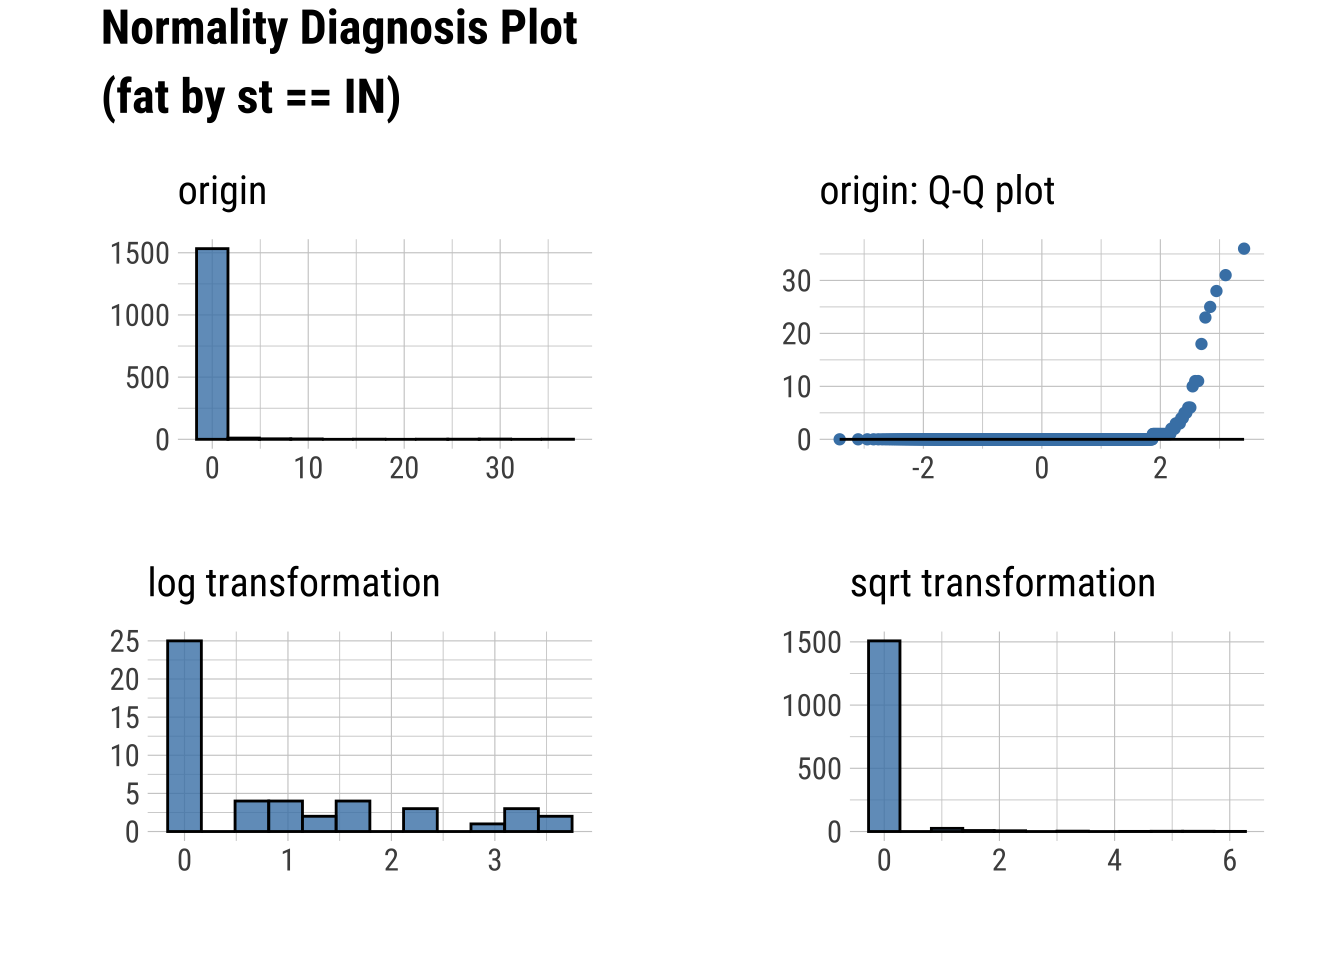 Normality Diagnosis Plot
(fat by st == IN)
origin
1500
1000
500
0
0 10 20 30
origin: Q-Q plot
30
20
10
0
-2 0 2
log transformation
25
20
15
10
5
0
0 1 2 3
sqrt transformation
1500
1000
500
0
0 2 4 6